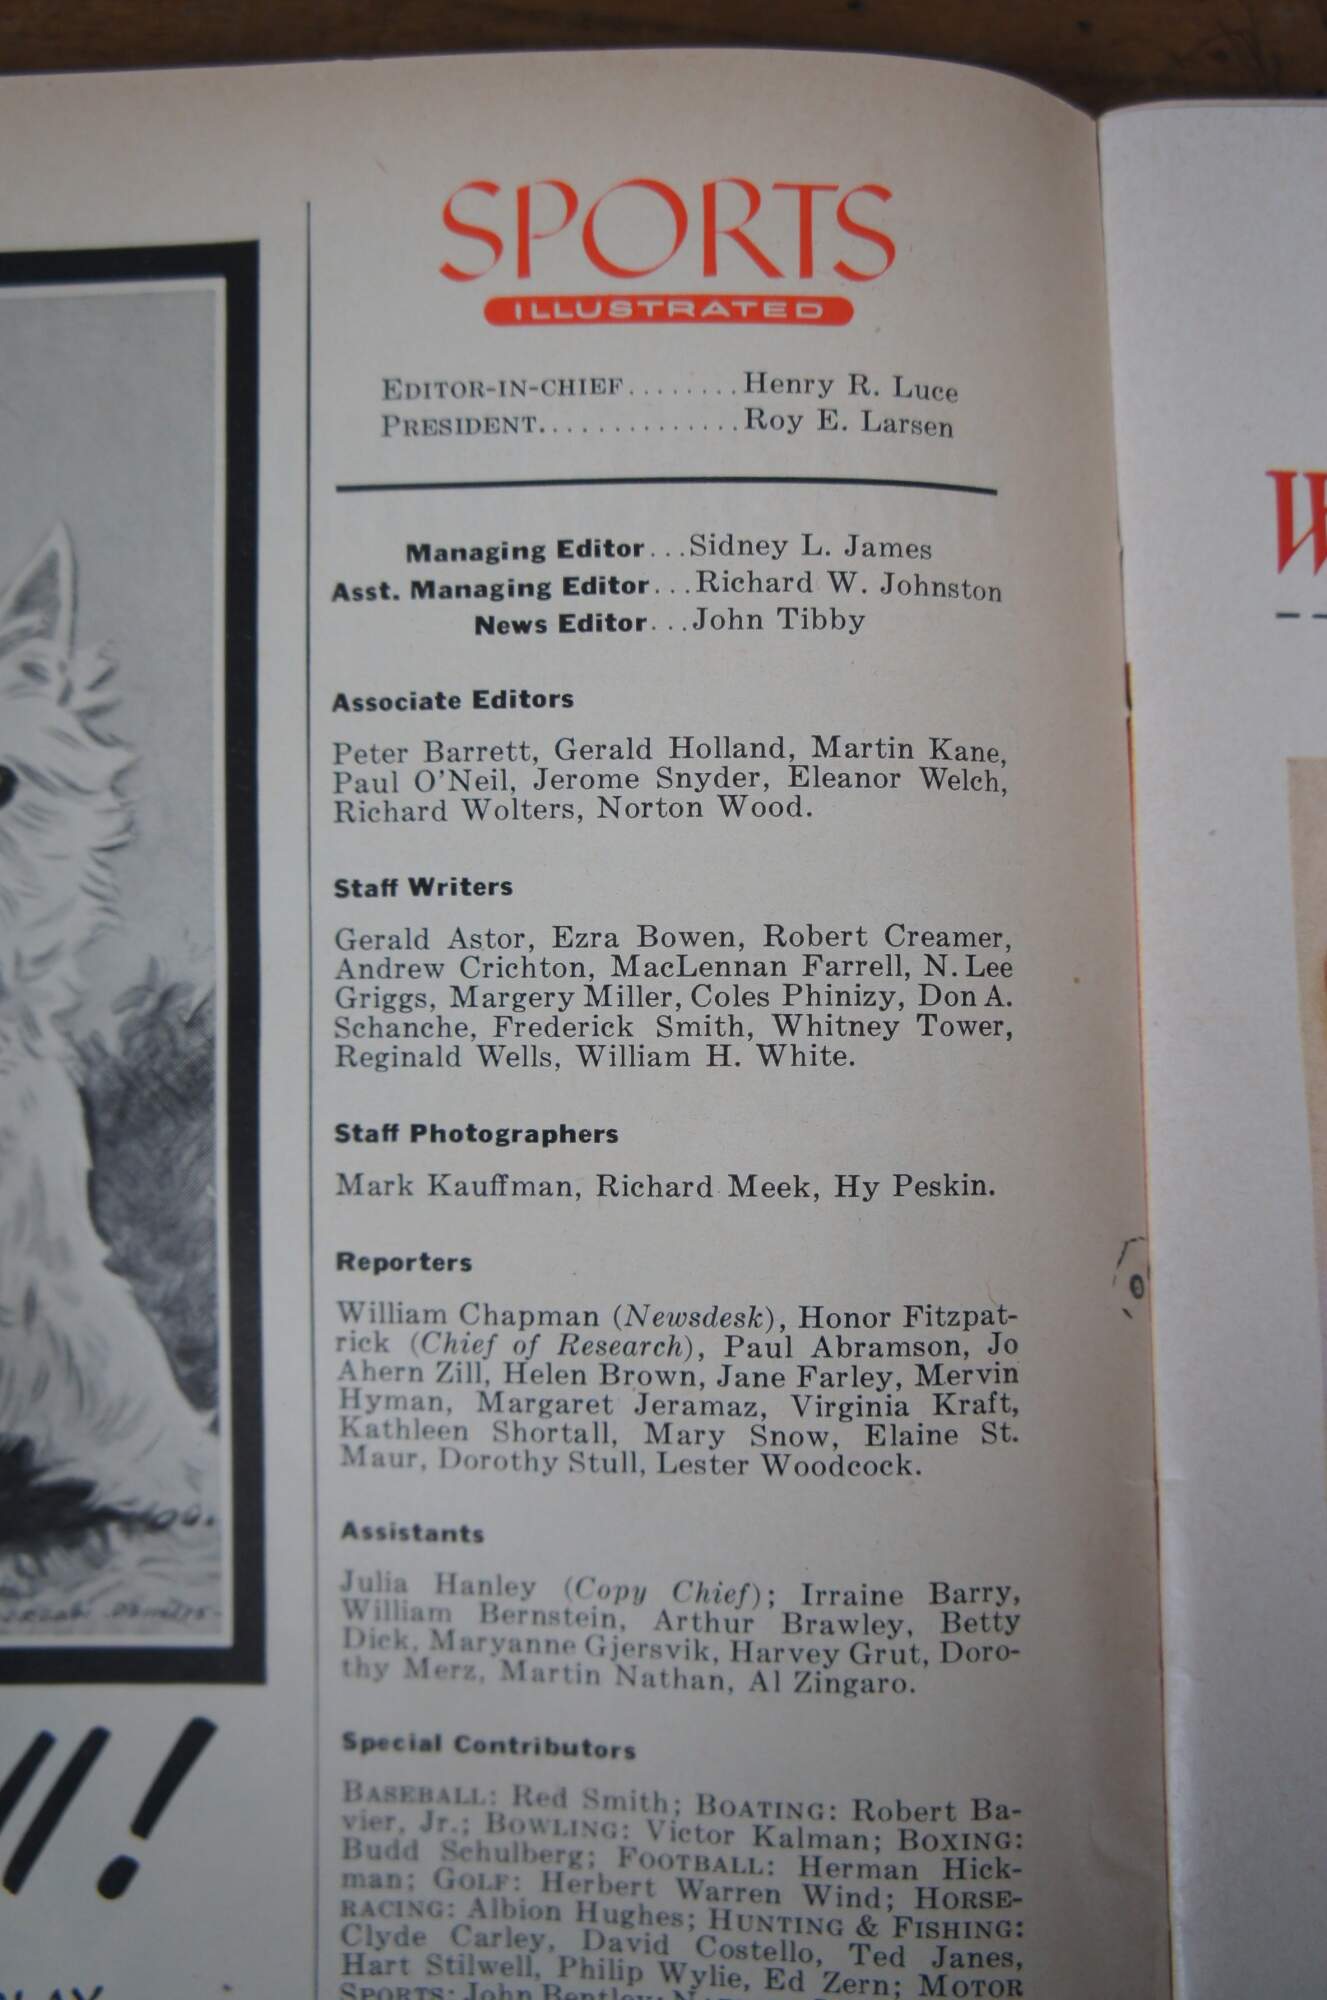 SPORTS
ILLUSTRATED
EDITOR-IN-CHIEF........Henry R. Luce
PRESIDENT..............Roy E. Larsen
Managing Editor...Sidney L. James
Asst. Managing Editor...Richard W. Johnston
News Editor...John Tibby
Associate Editors
Peter Barrett, Gerald Holland, Martin Kane,
Paul O'Neil, Jerome Snyder, Eleanor Welch,
Richard Wolters, Norton Wood.
Staff Writers
Gerald Astor, Ezra Bowen, Robert Creamer,
Andrew Crichton, MacLennan Farrell, N. Lee
Griggs, Margery Miller, Coles Phinizy, Don A.
Schanche, Frederick Smith, Whitney Tower,
Reginald Wells, William H. White.
Staff Photographers
Mark Kauffman, Richard Meek, Hy Peskin.
Reporters
William Chapman (Newsdesk), Honor Fitzpat-
rick (Chief of Research), Paul Abramson, Jo
Ahern Zill, Helen Brown, Jane Farley, Mervin
Hyman, Margaret Jeramaz, Virginia Kraft,
Kathleen Shortall, Mary Snow, Elaine St.
Maur, Dorothy Stull, Lester Woodcock.
Assistants
Julia Hanley (Copy Chief); Irraine Barry,
William Bernstein, Arthur Brawley, Betty
Dick, Maryanne Gjersvik, Harvey Grut, Doro-
thy Merz, Martin Nathan, Al Zingaro.
Special Contributors
BASEBALL: Red Smith; BOATING: Robert Ba-
vier, Jr.; BOWLING: Victor Kalman; BOXING:
Budd Schulberg; FOOTBALL: Herman Hick-
man; GOLF: Herbert Warren Wind; HORSE-
RACING: Albion Hughes; HUNTING & FISHING:
Clyde Carley, David Costello, Ted Janes,
Hart Stilwell, Philip Wylie, Ed Zern; MOTOR
SPORTS: John Bentley;